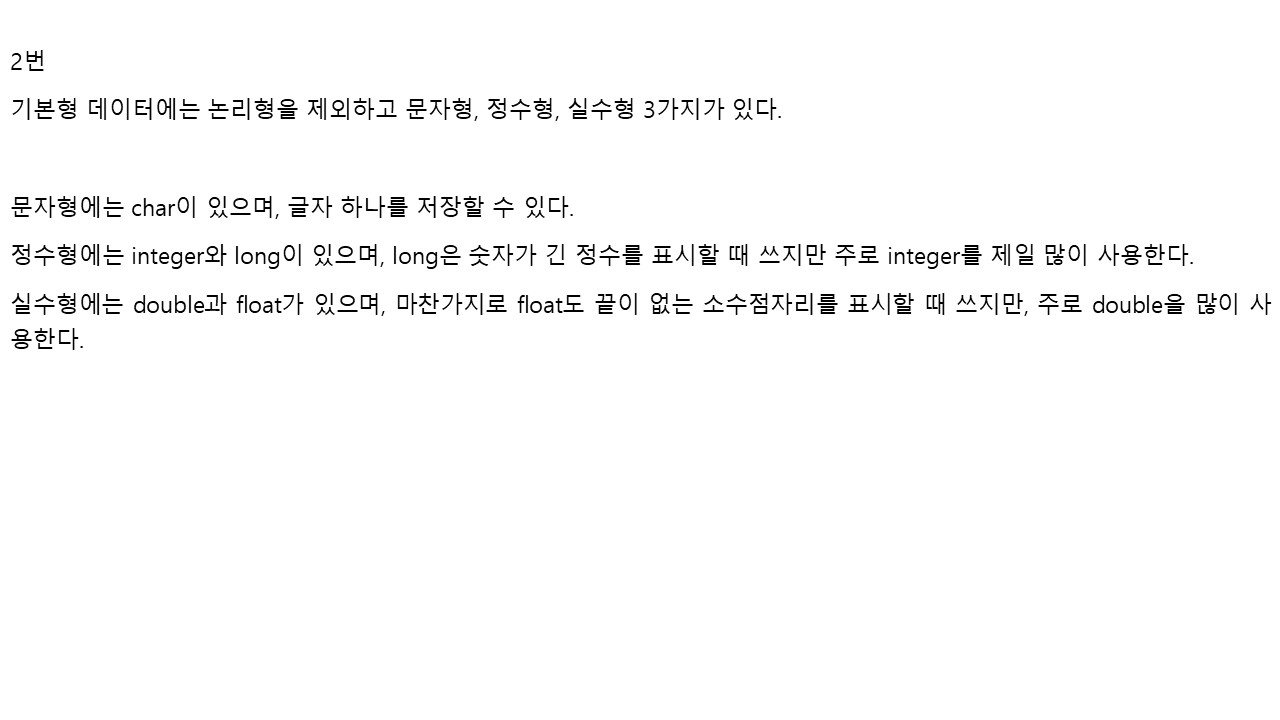 2번
기본형 데이터에는 논리형을 제외하고 문자형, 정수형, 실수형 3가지가 있다.
문자형에는 char이 있으며, 글자 하나를 저장할 수 있다.
정수형에는 integer와 long이 있으며, long은 숫자가 긴 정수를 표시할 때 쓰지만 주로 integer를 제일 많이 사용한다.
실수형에는 double과 float가 있으며, 마찬가지로 float도 끝이 없는 소수점자리를 표시할 때 쓰지만, 주로 double을 많이 사
용한다.